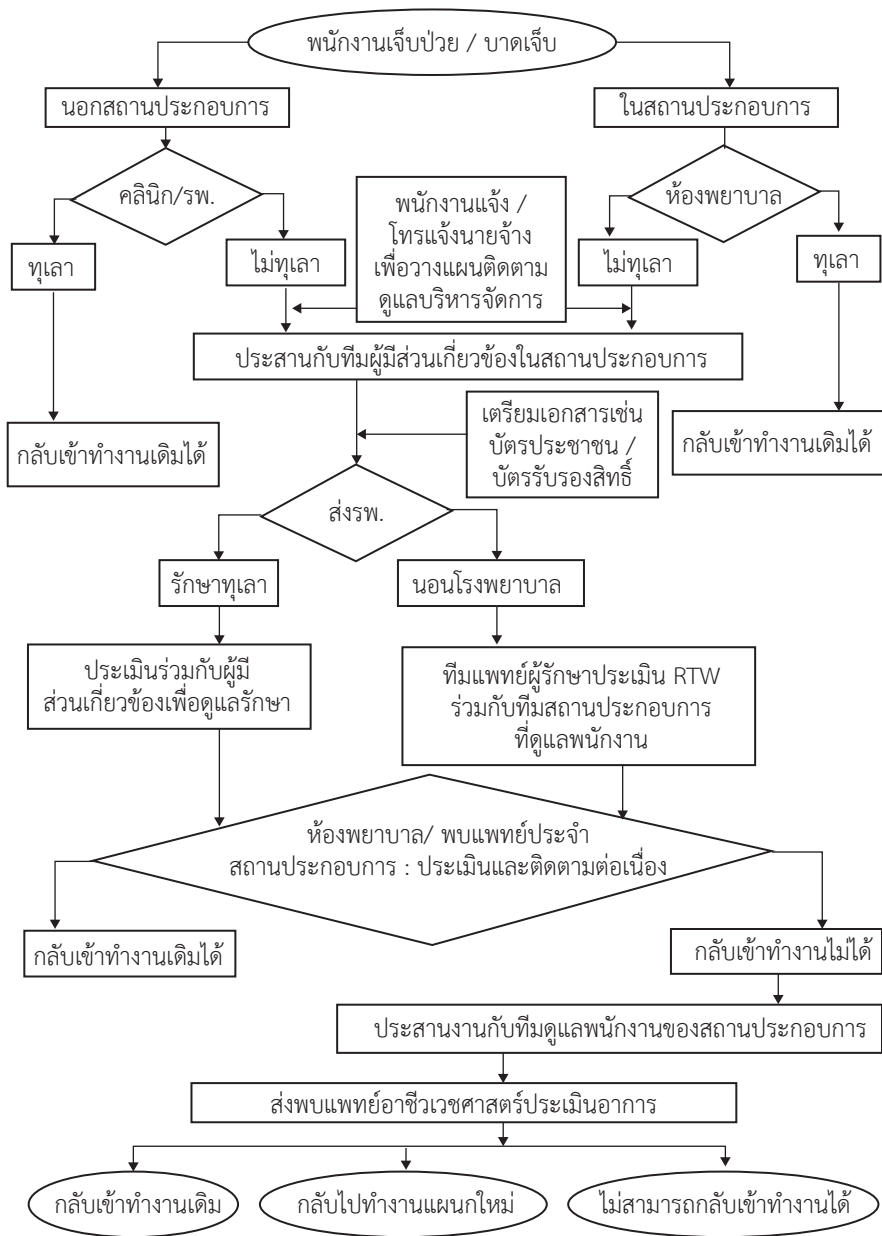 พนักงานเจ็บป่วย / บาดเจ็บ
นอกสถานประกอบการ
ในสถานประกอบการ
คลินิก/รพ.
ห้องพยาบาล
พนักงานแจ้ง /
โทรแจ้งนายจ้าง
เพื่อวางแผนติดตาม
ดูแลบริหารจัดการ
ทุเลา
ไม่ทุเลา
ไม่ทุเลา
ทุเลา
ประสานกับทีมผู้มีส่วนเกี่ยวข้องในสถานประกอบการ
กลับเข้าทำงานเดิมได้
เตรียมเอกสารเช่น
บัตรประชาชน /
บัตรรับรองสิทธิ์
กลับเข้าทำงานเดิมได้
ส่งรพ.
รักษาทุเลา
นอนโรงพยาบาล
ประเมินร่วมกับผู้มี
ส่วนเกี่ยวข้องเพื่อดูแลรักษา
ทีมแพทย์ผู้รักษาประเมิน RTW
ร่วมกับทีมสถานประกอบการ
ที่ดูแลพนักงาน
ห้องพยาบาล/ พบแพทย์ประจำ
สถานประกอบการ : ประเมินและติดตามต่อเนื่อง
กลับเข้าทำงานเดิมได้
กลับเข้าทำงานไม่ได้
ประสานงานกับทีมดูแลพนักงานของสถานประกอบการ
ส่งพบแพทย์อาชีวเวชศาสตร์ประเมินอาการ
กลับเข้าทำงานเดิม
กลับไปทำงานแผนกใหม่
ไม่สามารถกลับเข้าทำงานได้